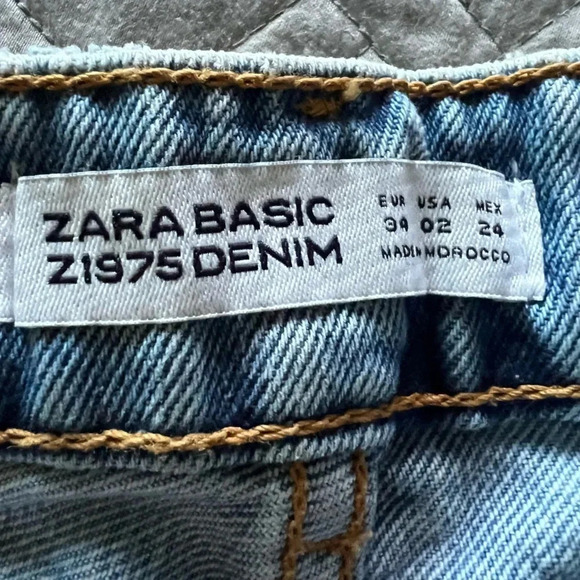 ZARA BASIC
Z1975 DENIM
EUR USA MEX
34 02 24
MADE IN MOROCCO